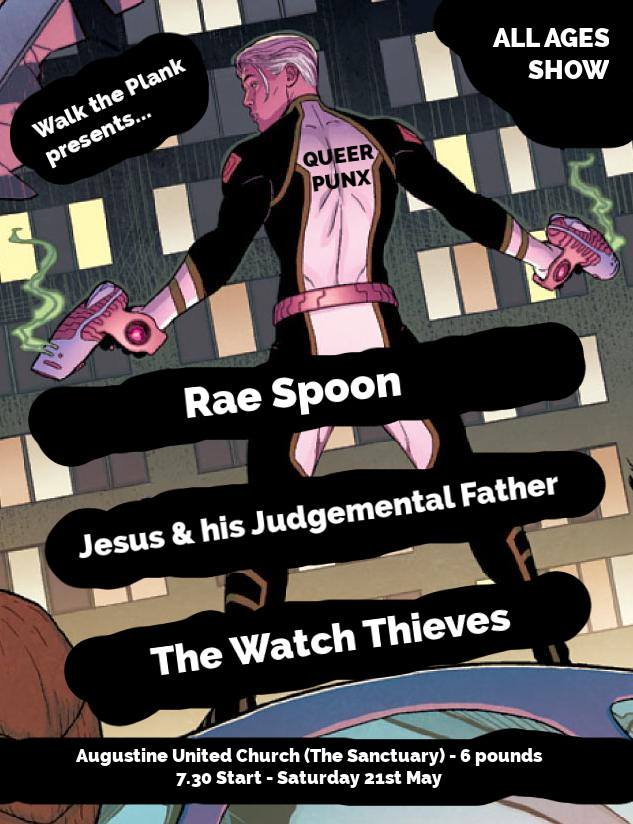 Walk the Plank
presents...
ALL AGES
SHOW
QUEER
PUNX
Rae Spoon
Jesus & his Judgemental Father
The Watch Thieves
Augustine United Church (The Sanctuary) - 6 pounds
7.30 Start - Saturday 21st May